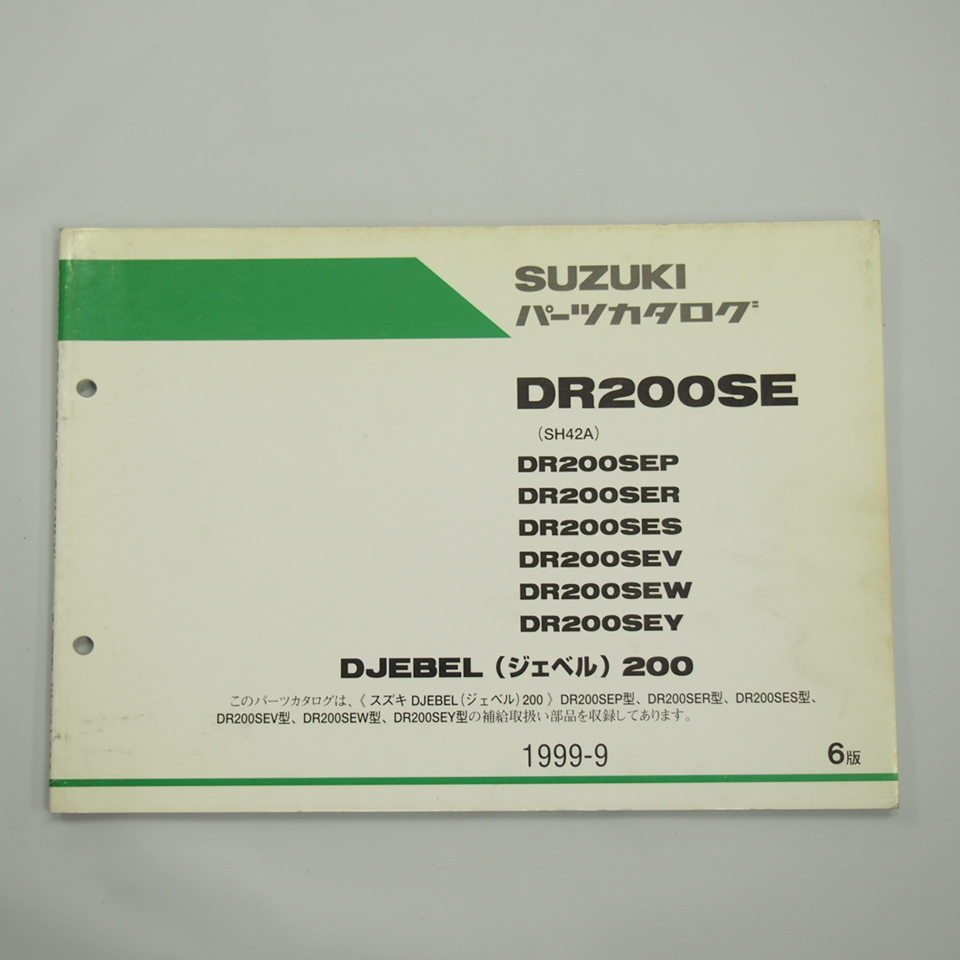 SUZUKI
パーツカタログ
DR200SE
(SH42A)
DR200SEP
DR200SER
DR200SES
DR200SEV
DR200SEW
DR200SEY
DJEBEL(ジェベル)200
このパーツカタログは、《スズキ DJEBEL(ジェベル)200》DR200SEP型、DR200SER型、DR200SES型、
DR200SEV型、DR200SEW型、DR200SEY型の補給取扱い部品を収録してあります。
1999-9 6版